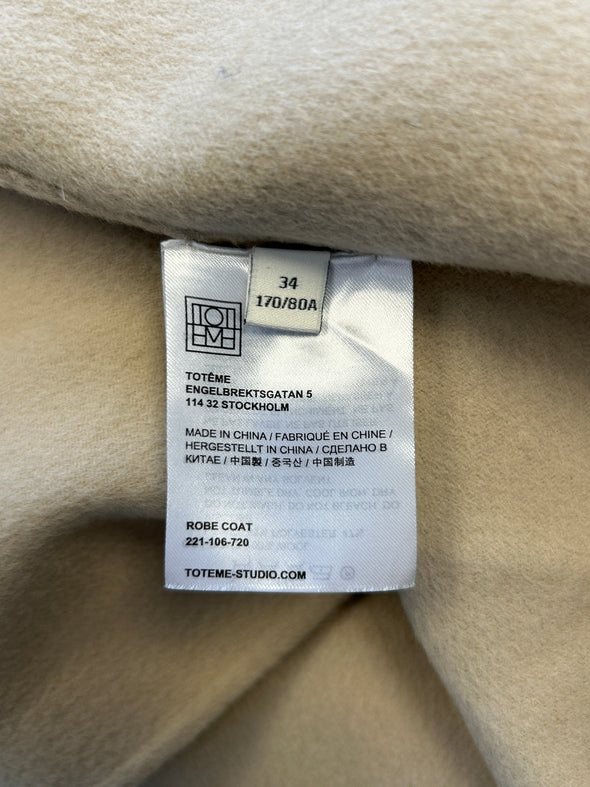 34
170/80A
TOTEME
TOTÊME
ENGELBREKTSGATAN 5
114 32 STOCKHOLM
MADE IN CHINA / FABRIQUÉ EN CHINE /
HERGESTELLT IN CHINA / СДЕЛАНО В
КИТАЕ / 中国製 / 중국산 / 中国制造
ROBE COAT
221-106-720
TOTEME-STUDIO.COM